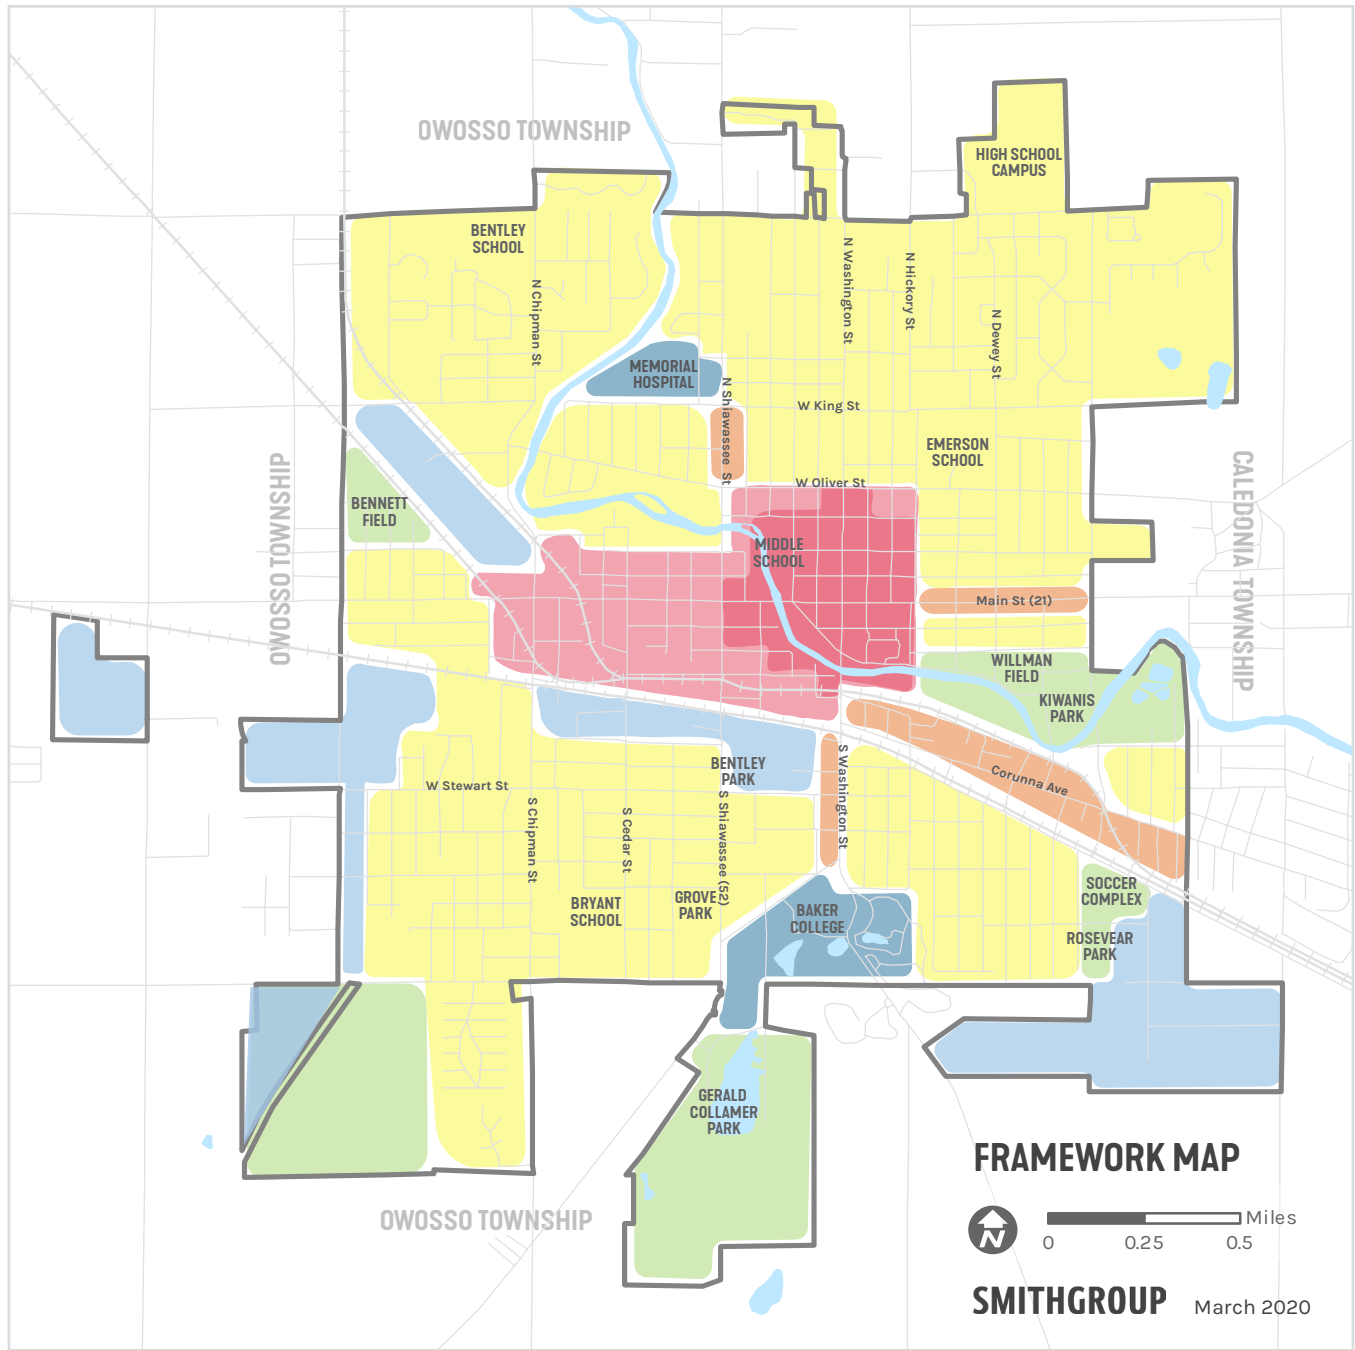 OWOSSO TOWNSHIP
HIGH SCHOOL
CAMPUS
BENTLEY
SCHOOL
N Chipman St
N Washington St
N Hickory St
N Dewey St
MEMORIAL
HOSPITAL
N Shiawassee St
W King St
EMERSON
SCHOOL
W Oliver St
BENNETT
FIELD
OWOSSO TOWNSHIP
CALEDONIA TOWNSHIP
MIDDLE
SCHOOL
Main St (21)
WILLMAN
FIELD
KIWANIS
PARK
BENTLEY
PARK
W Stewart St
Corunna Ave
S Chipman St
S Cedar St
S Shiawassee (52)
S Washington St
BRYANT
SCHOOL
GROVE
PARK
BAKER
COLLEGE
SOCCER
COMPLEX
ROSEVEAR
PARK
GERALD
COLLAMER
PARK
OWOSSO TOWNSHIP
FRAMEWORK MAP
N
Miles
0 0.25 0.5
SMITHGROUP March 2020